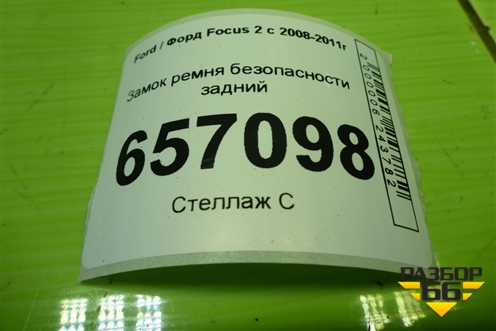 Ford / Форд Focus 2 с 2008-2011г
Замок ремня безопасности
задний
657098
Стеллаж С
2000006243782
РАЗБОР
66